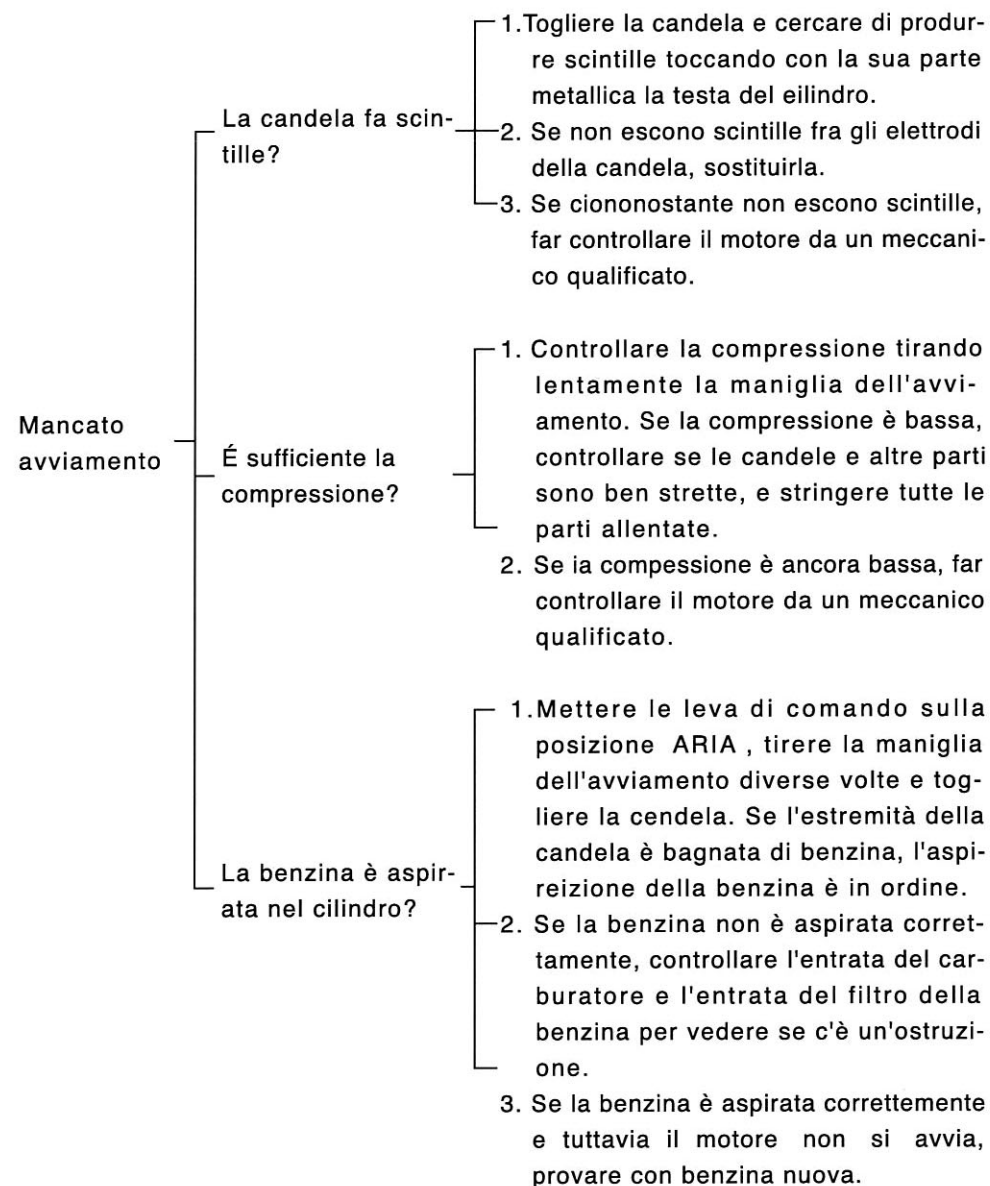 Mancato
avviamento
La candela fa scin-
tille?
1.Togliere la candela e cercare di produr-
re scintille toccando con la sua parte
metallica la testa del eilindro.
2. Se non escono scintille fra gli elettrodi
della candela, sostituirla.
3. Se ciononostante non escono scintille,
far controllare il motore da un meccani-
co qualificato.
É sufficiente la
compressione?
1. Controllare la compressione tirando
lentamente la maniglia dell'avvi-
amento. Se la compressione è bassa,
controllare se le candele e altre parti
sono ben strette, e stringere tutte le
parti allentate.
2. Se ia compessione è ancora bassa, far
controllare il motore da un meccanico
qualificato.
La benzina è aspir-
ata nel cilindro?
1.Mettere le leva di comando sulla
posizione ARIA , tirere la maniglia
dell'avviamento diverse volte e tog-
liere la cendela. Se l'estremità della
candela è bagnata di benzina, l'aspi-
reizione della benzina è in ordine.
2. Se la benzina non è aspirata corret-
tamente, controllare l'entrata del car-
buratore e l'entrata del filtro della
benzina per vedere se c'è un'ostruzi-
one.
3. Se la benzina è aspirata correttemente
e tuttavia il motore non si avvia,
provare con benzina nuova.